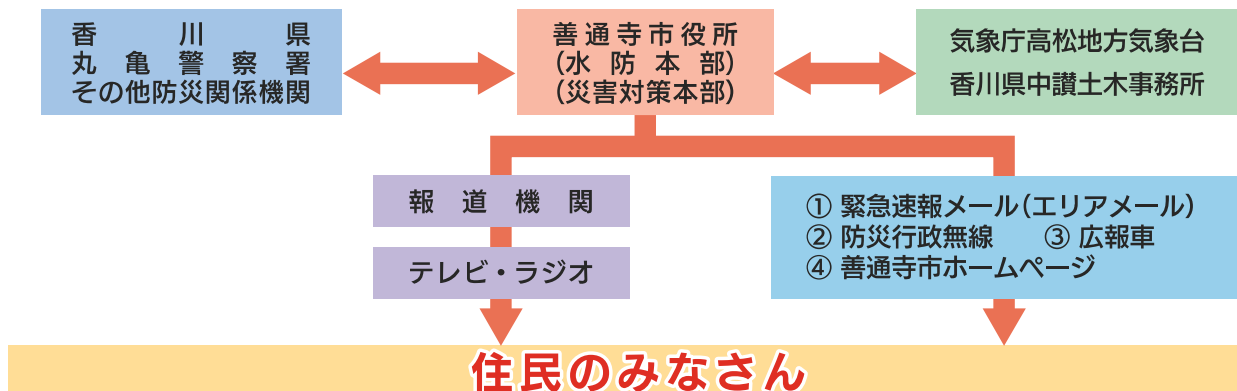 香川県
丸亀警察署
その他防災関係機関
善通寺市役所
(水防本部)
(災害対策本部)
気象庁高松地方気象台
香川県中讃土木事務所
報道機関
テレビ・ラジオ
① 緊急速報メール(エリアメール)
② 防災行政無線　③ 広報車
④ 善通寺市ホームページ
住民のみなさん